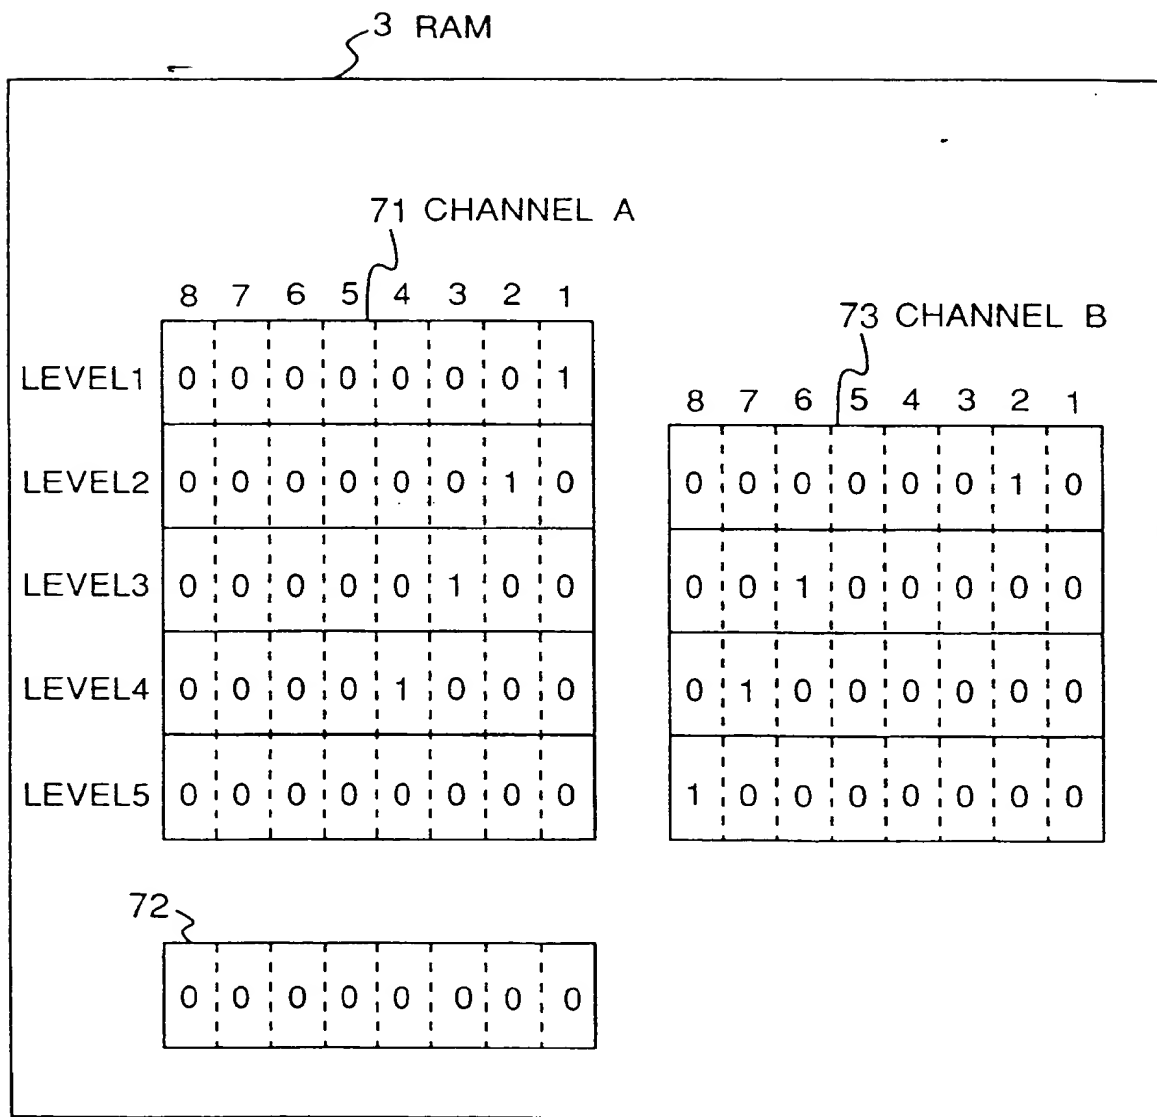 3 RAM
71 CHANNEL A
8 7 6 5 4 3 2 1
73 CHANNEL B
LEVEL1 0 0 0 0 0 0 0 1
8 7 6 5 4 3 2 1
LEVEL2 0 0 0 0 0 0 1 0 0 0 0 0 0 0 1 0
LEVEL3 0 0 0 0 0 1 0 0 0 0 1 0 0 0 0 0
LEVEL4 0 0 0 0 1 0 0 0 0 1 0 0 0 0 0 0
LEVEL5 0 0 0 0 0 0 0 0 1 0 0 0 0 0 0 0
72
0 0 0 0 0 0 0 0